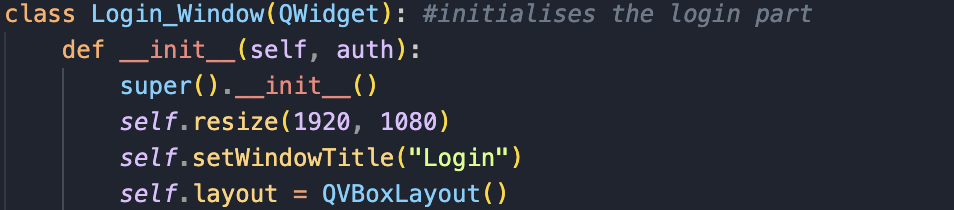 class Login_Window(QWidget): #initialises the login part
def __init__(self, auth):
super().__init__()
self.resize(1920, 1080)
self.setWindowTitle("Login")
self.layout = QVBoxLayout()